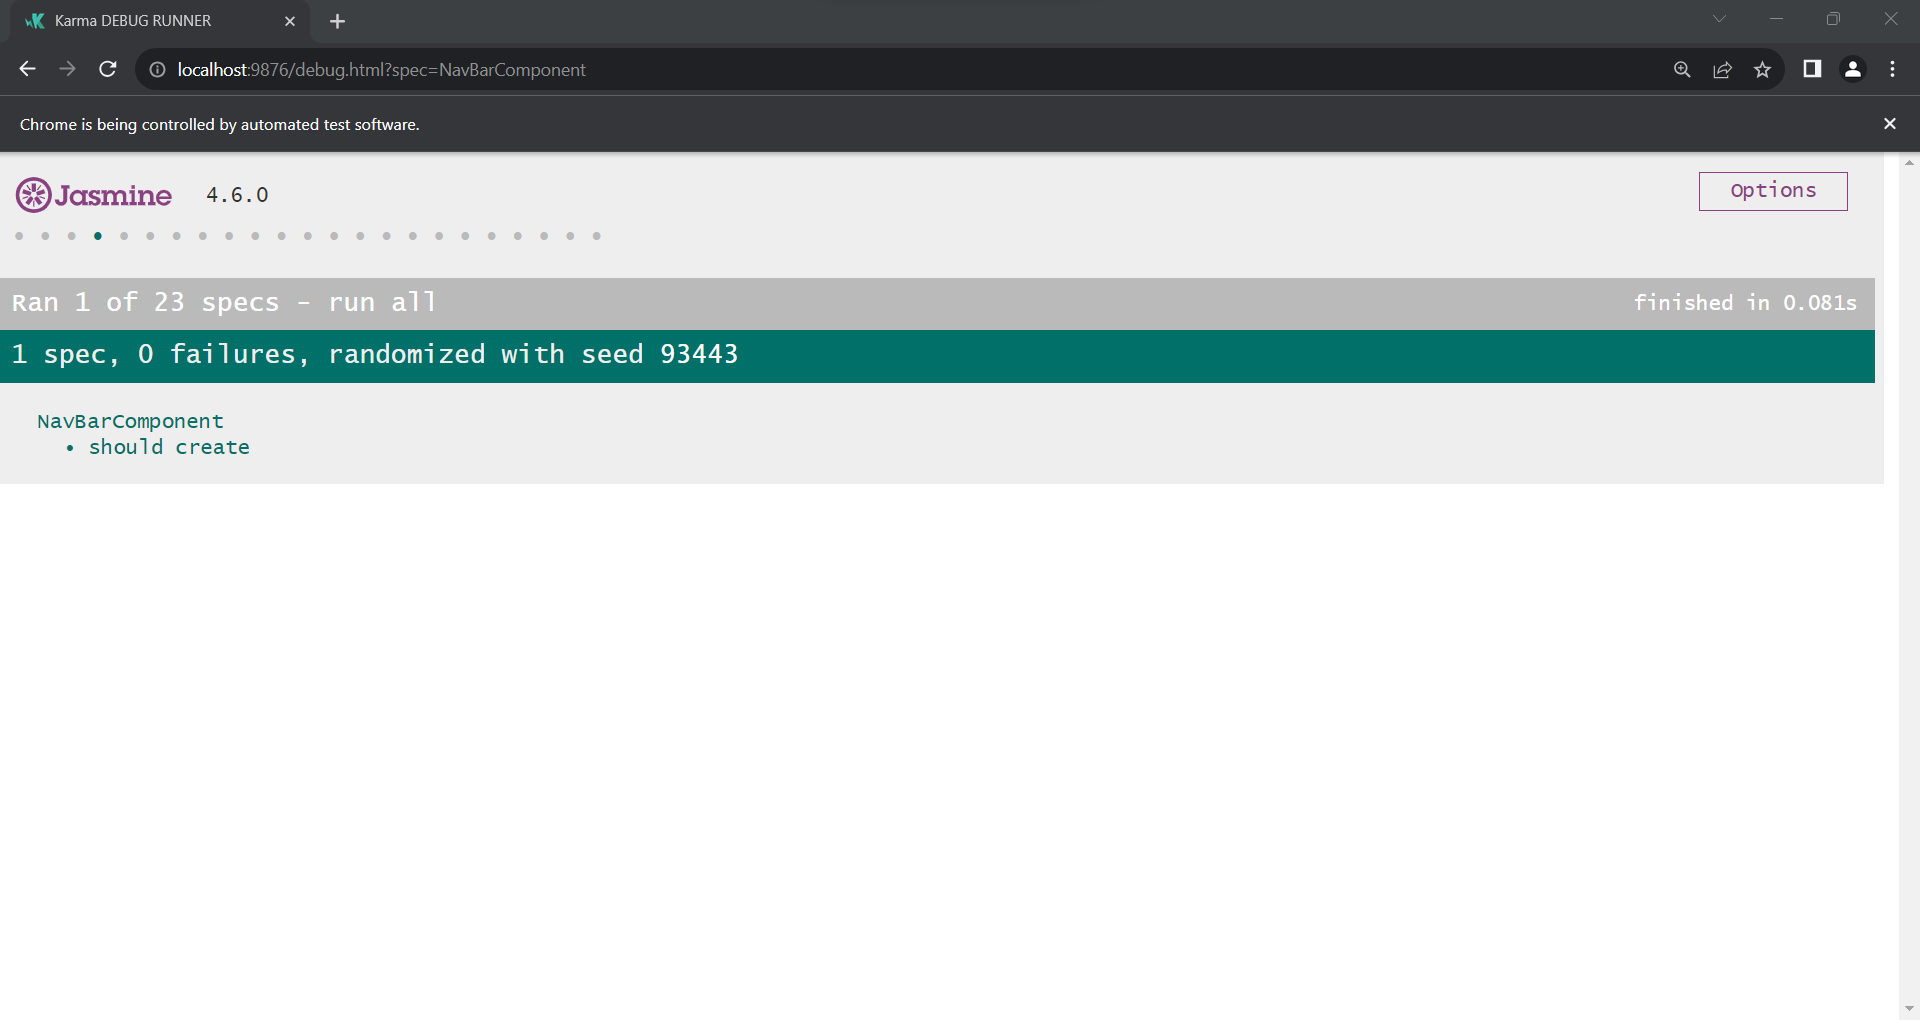 Karma DEBUG RUNNER
localhost:9876/debug.html?spec=NavBarComponent
Chrome is being controlled by automated test software.
Jasmine 4.6.0 Options
Ran 1 of 23 specs - run all finished in 0.081s
1 spec, 0 failures, randomized with seed 93443
NavBarComponent
• should create